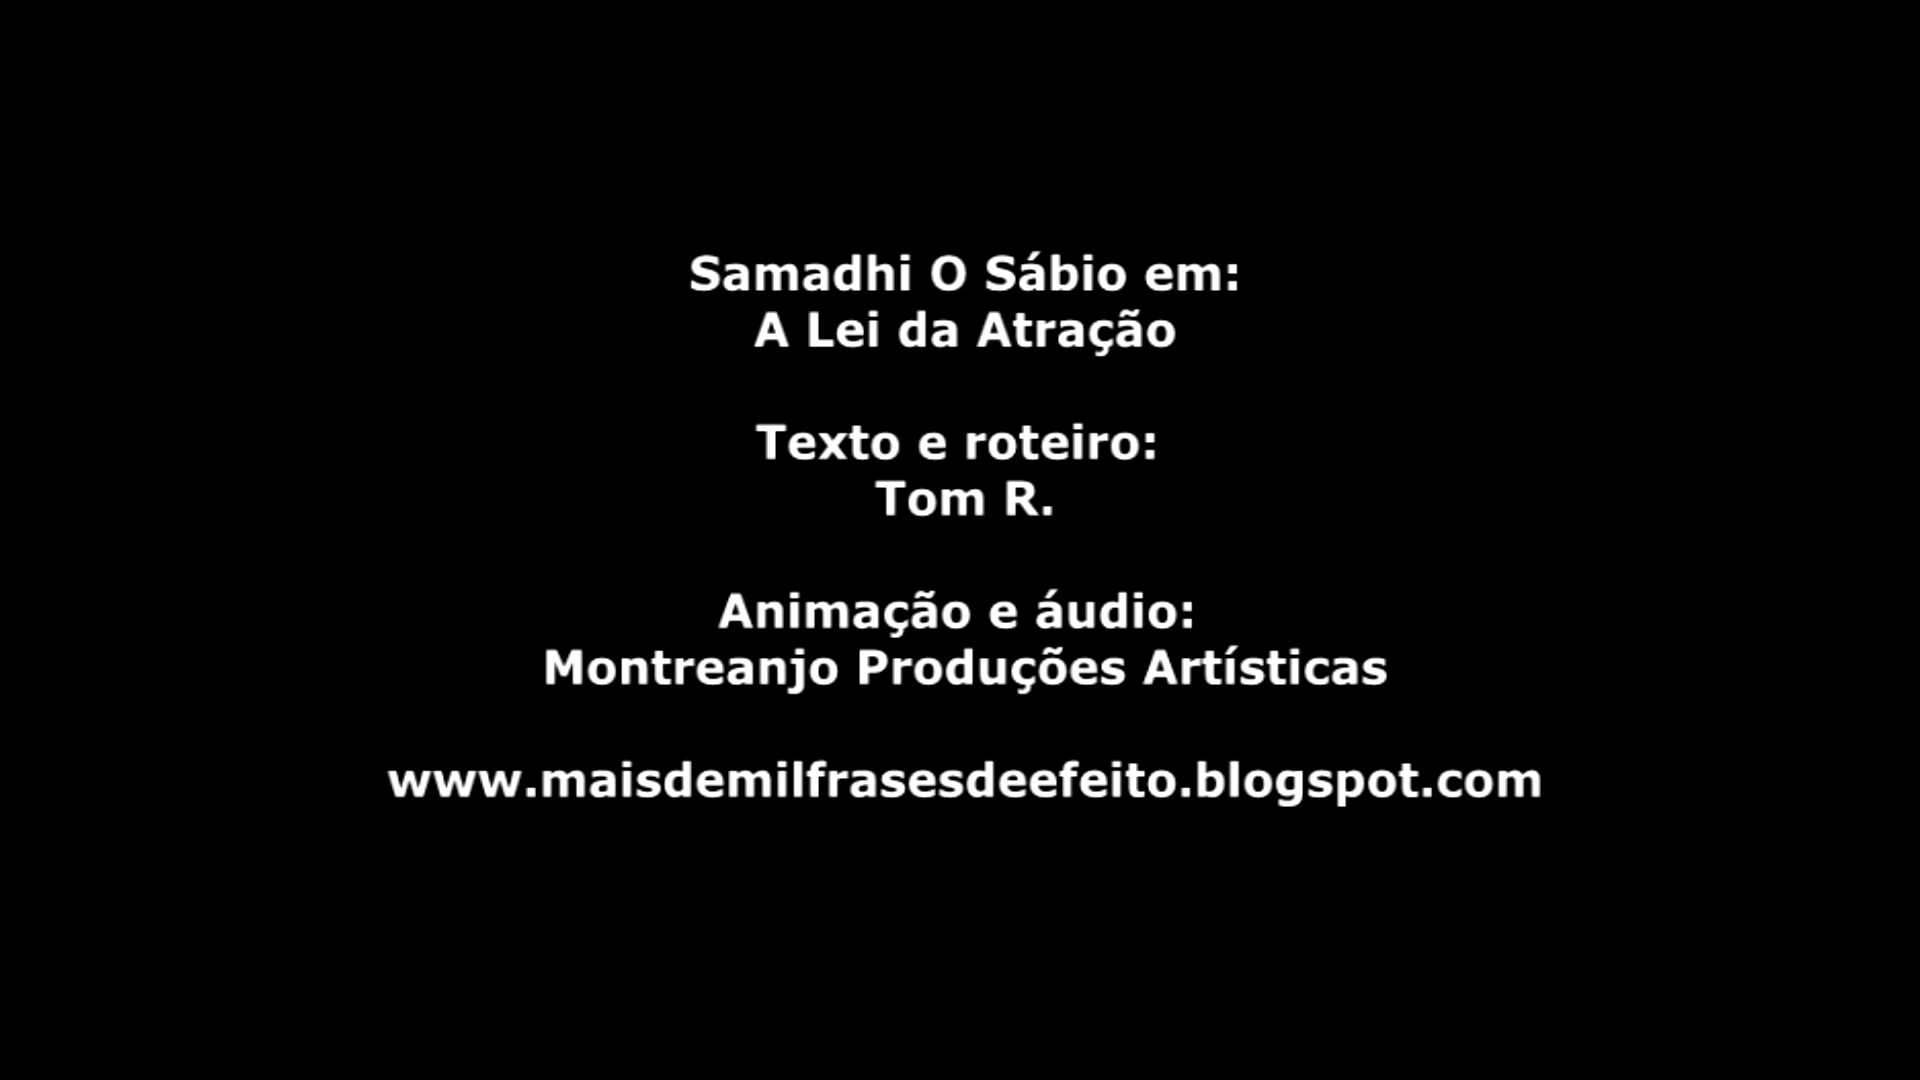 Samadhi O Sábio em:
A Lei da Atração
Texto e roteiro:
Tom R.
Animação e áudio:
Montreanjo Produções Artísticas
www.maisdemilfrasesdeefeito.blogspot.com